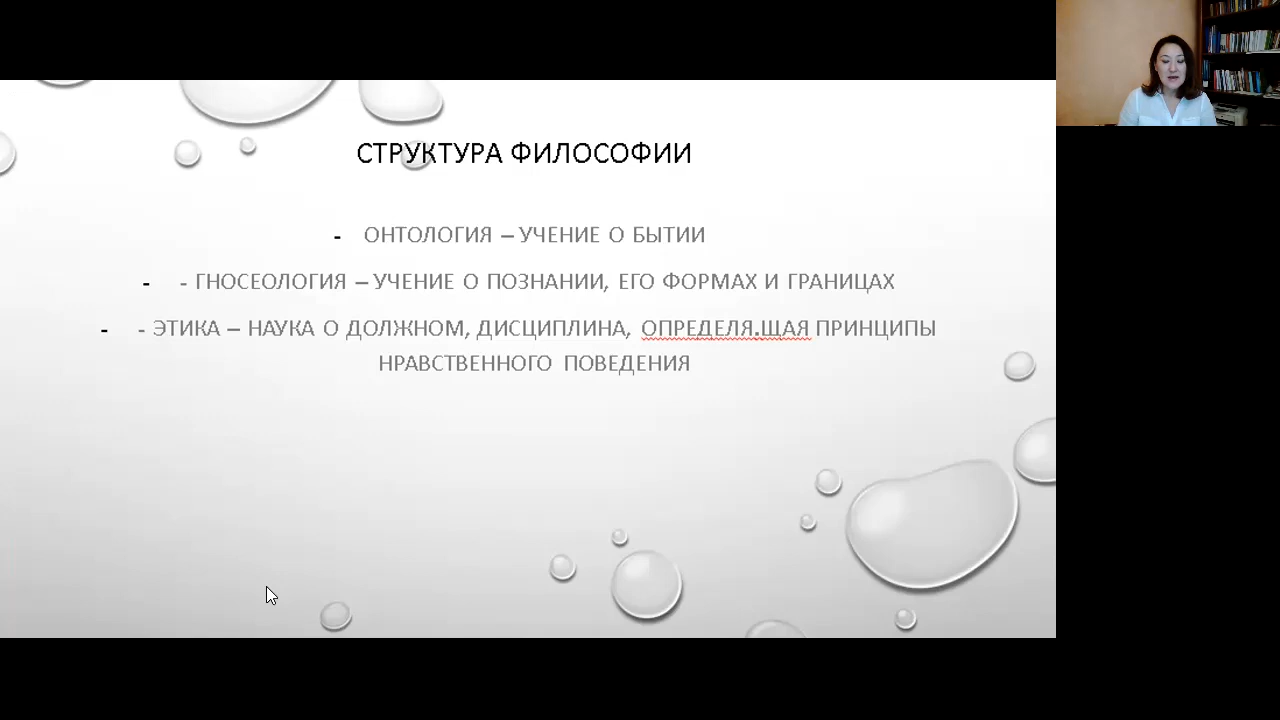 СТРУКТУРА ФИЛОСОФИИ
- ОНТОЛОГИЯ – УЧЕНИЕ О БЫТИИ
- - ГНОСЕОЛОГИЯ – УЧЕНИЕ О ПОЗНАНИИ, ЕГО ФОРМАХ И ГРАНИЦАХ
- - ЭТИКА – НАУКА О ДОЛЖНОМ, ДИСЦИПЛИНА, ОПРЕДЕЛЯ.ЩАЯ ПРИНЦИПЫ
НРАВСТВЕННОГО ПОВЕДЕНИЯ